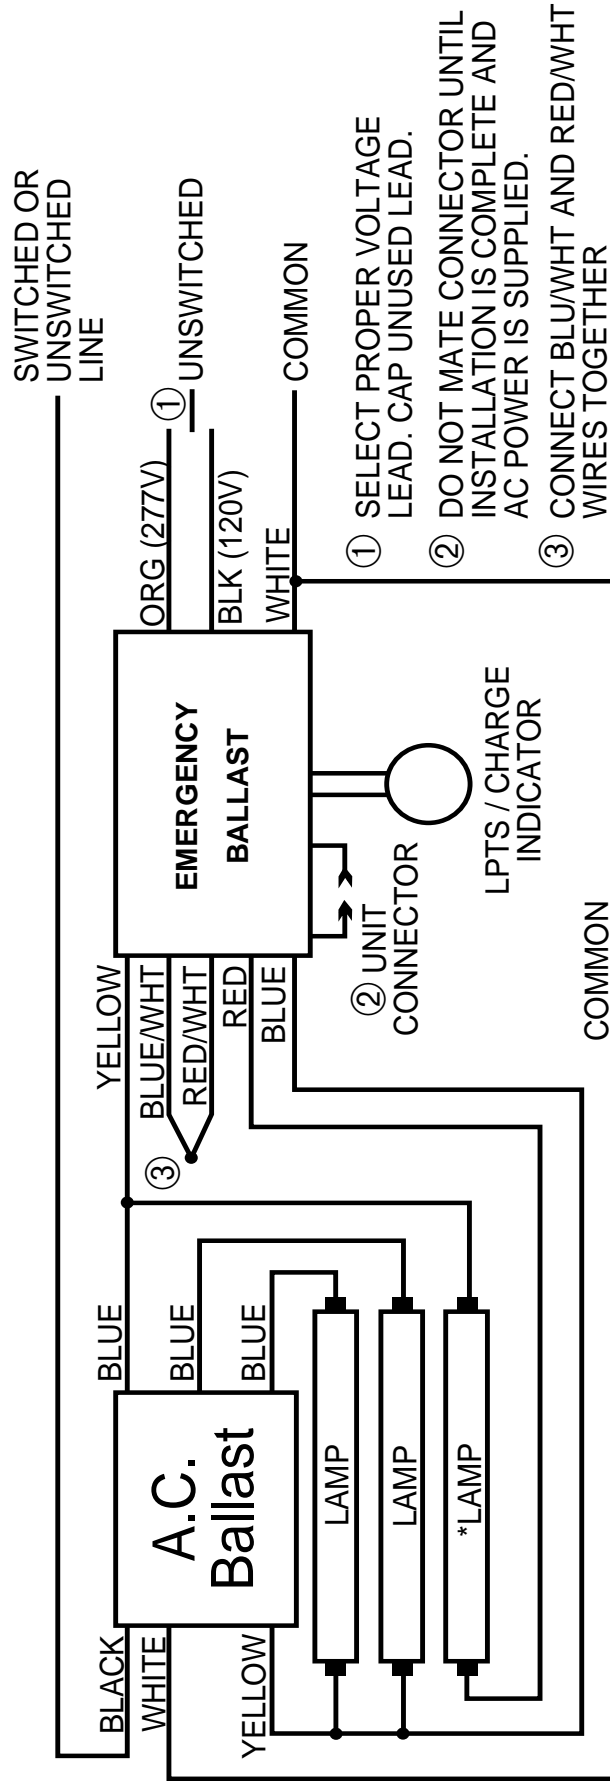 SWITCHED OR
UNSWITCHED
LINE
ORG (277V)
①
UNSWITCHED
BLK (120V)
WHITE
COMMON
EMERGENCY
BALLAST
YELLOW
BLUE/WHT
RED/WHT
RED
BLUE
③
② UNIT
CONNECTOR
LPTS / CHARGE
INDICATOR
COMMON
BLUE
BLUE
BLUE
A.C.
Ballast
BLACK
WHITE
YELLOW
LAMP
LAMP
*LAMP
① SELECT PROPER VOLTAGE
LEAD. CAP UNUSED LEAD.
② DO NOT MATE CONNECTOR UNTIL
INSTALLATION IS COMPLETE AND
AC POWER IS SUPPLIED.
③ CONNECT BLU/WHT AND RED/WHT
WIRES TOGETHER